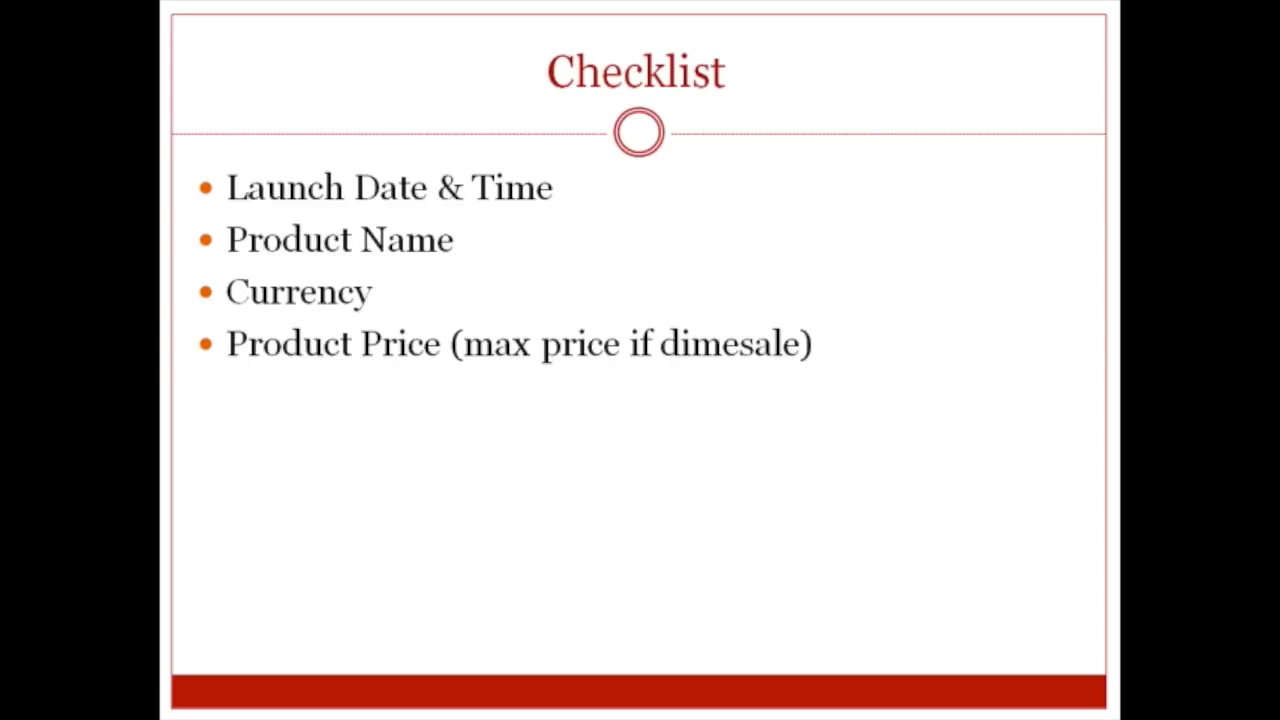 Checklist
Launch Date & Time
Product Name
Currency
Product Price (max price if dimesale)